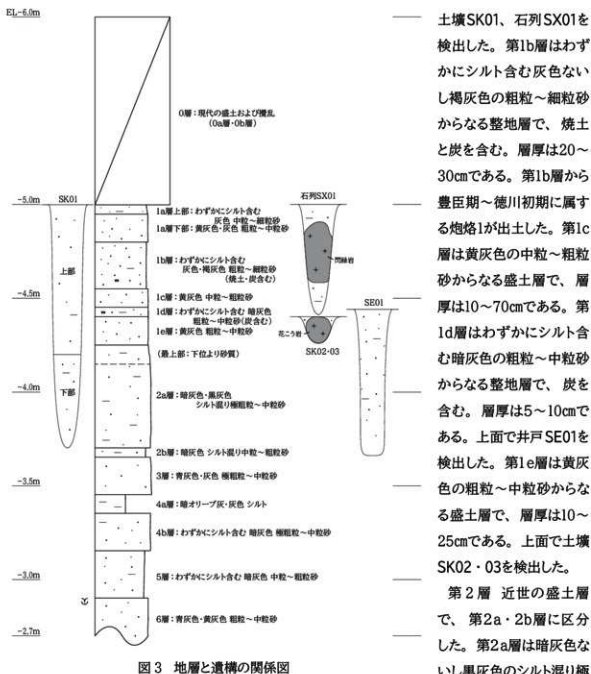 EL-6.0m
0層：現代の盛土および攪乱
(0a層・0b層)
-5.0m
SK01
石列SX01
1a層上部：わずかにシルト含む
灰色 中粒～細粒砂
1a層下部：黄灰色・灰色 粗粒～中粒砂
1b層：わずかにシルト含む
灰色・褐灰色 粗粒～細粒砂
(焼土・炭含む)
上部
閃緑岩
-4.5m
1c層：黄灰色 中粒～粗粒砂
1d層：わずかにシルト含む 暗灰色
粗粒～中粒砂(炭含む)
1e層：黄灰色 粗粒～中粒砂
SE01
花こう岩
SK02・03
(最上部：下位より砂質)
-4.0m
下部
2a層：暗灰色・黒灰色
シルト混り極粗粒～中粒砂
2b層：暗灰色 シルト混り中粒～粗粒砂
3層：青灰色・灰色 極粗粒～中粒砂
-3.5m
4a層：暗オリーブ灰・灰色 シルト
4b層：わずかにシルト含む 暗灰色 極粗粒～中粒砂
-3.0m
5層：わずかにシルト含む 暗灰色 中粒～粗粒砂
6層：青灰色・黄灰色 粗粒～中粒砂
-2.7m
図3　地層と遺構の関係図
土壙SK01、石列SX01を
検出した。第1b層はわず
かにシルト含む灰色ない
し褐灰色の粗粒～細粒砂
からなる整地層で、焼土
と炭を含む。層厚は20～
30㎝である。第1b層から
豊臣期～徳川初期に属す
る炮烙1が出土した。第1c
層は黄灰色の中粒～粗粒
砂からなる盛土層で、層
厚は10～70㎝である。第
1d層はわずかにシルト含
む暗灰色の粗粒～中粒砂
からなる整地層で、炭を
含む。層厚は5～10㎝で
ある。上面で井戸SE01を
検出した。第1e層は黄灰
色の粗粒～中粒砂からな
る盛土層で、層厚は10～
25㎝である。上面で土壙
SK02・03を検出した。
第2層　近世の盛土層
で、第2a・2b層に区分
した。第2a層は暗灰色な
いし黒灰色のシルト混り極